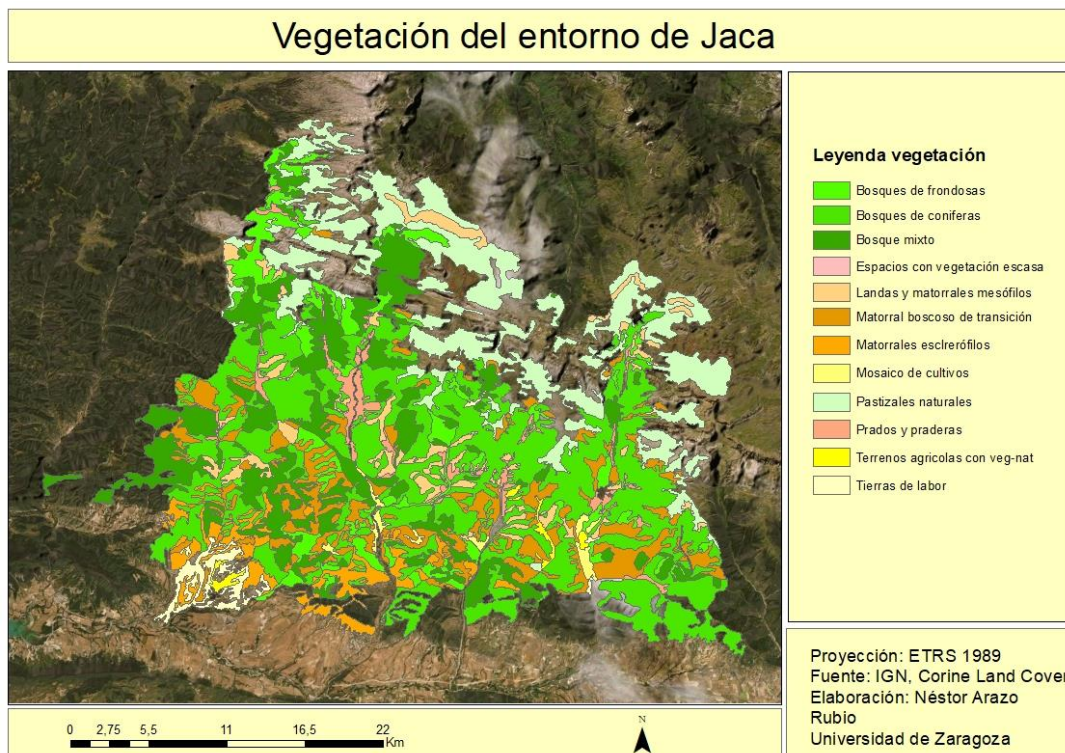 Vegetación del entorno de Jaca
Leyenda vegetación
Bosques de frondosas
Bosques de coniferas
Bosque mixto
Espacios con vegetación escasa
Landas y matorrales mesófilos
Matorral boscoso de transición
Matorrales esclrerófilos
Mosaico de cultivos
Pastizales naturales
Prados y praderas
Terrenos agricolas con veg-nat
Tierras de labor
Proyección: ETRS 1989
Fuente: IGN, Corine Land Cover
Elaboración: Néstor Arazo
Rubio
Universidad de Zaragoza
0 2,75 5,5 11 16,5 22
Km
N